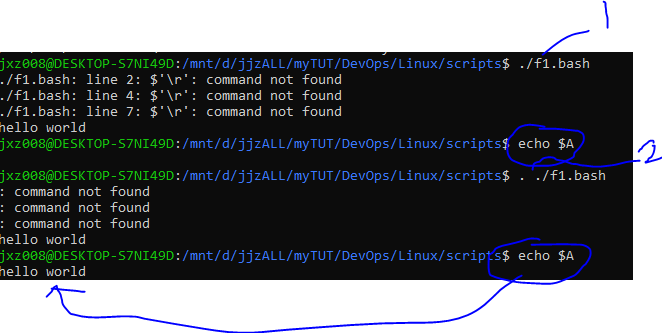 1
jxz008@DESKTOP-S7NI49D:/mnt/d/jjzALL/myTUT/DevOps/Linux/scripts$ ./f1.bash
./f1.bash: line 2: $'\r': command not found
./f1.bash: line 4: $'\r': command not found
./f1.bash: line 7: $'\r': command not found
hello world
jxz008@DESKTOP-S7NI49D:/mnt/d/jjzALL/myTUT/DevOps/Linux/scripts$ echo $A
2
jxz008@DESKTOP-S7NI49D:/mnt/d/jjzALL/myTUT/DevOps/Linux/scripts$ . ./f1.bash
: command not found
: command not found
: command not found
hello world
jxz008@DESKTOP-S7NI49D:/mnt/d/jjzALL/myTUT/DevOps/Linux/scripts$ echo $A
hello world